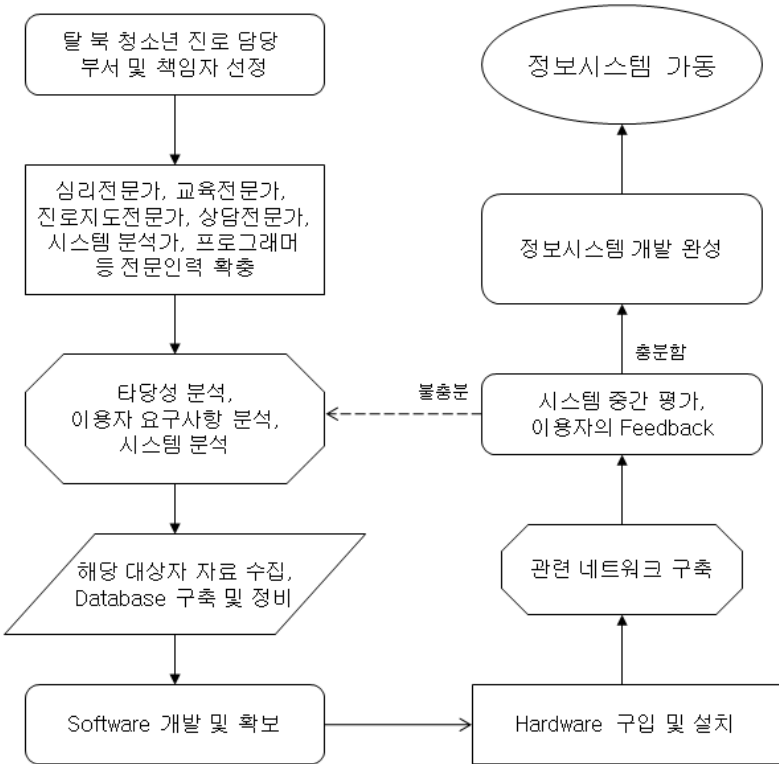 탈 북 청소년 진로 담당
부서 및 책임자 선정
심리전문가, 교육전문가,
진로지도전문가, 상담전문가,
시스템 분석가, 프로그래머
등 전문인력 확충
타당성 분석,
이용자 요구사항 분석,
시스템 분석
해당 대상자 자료 수집,
Database 구축 및 정비
Software 개발 및 확보
Hardware 구입 및 설치
관련 네트워크 구축
시스템 중간 평가,
이용자의 Feedback
불충분
충분함
정보시스템 개발 완성
정보시스템 가동